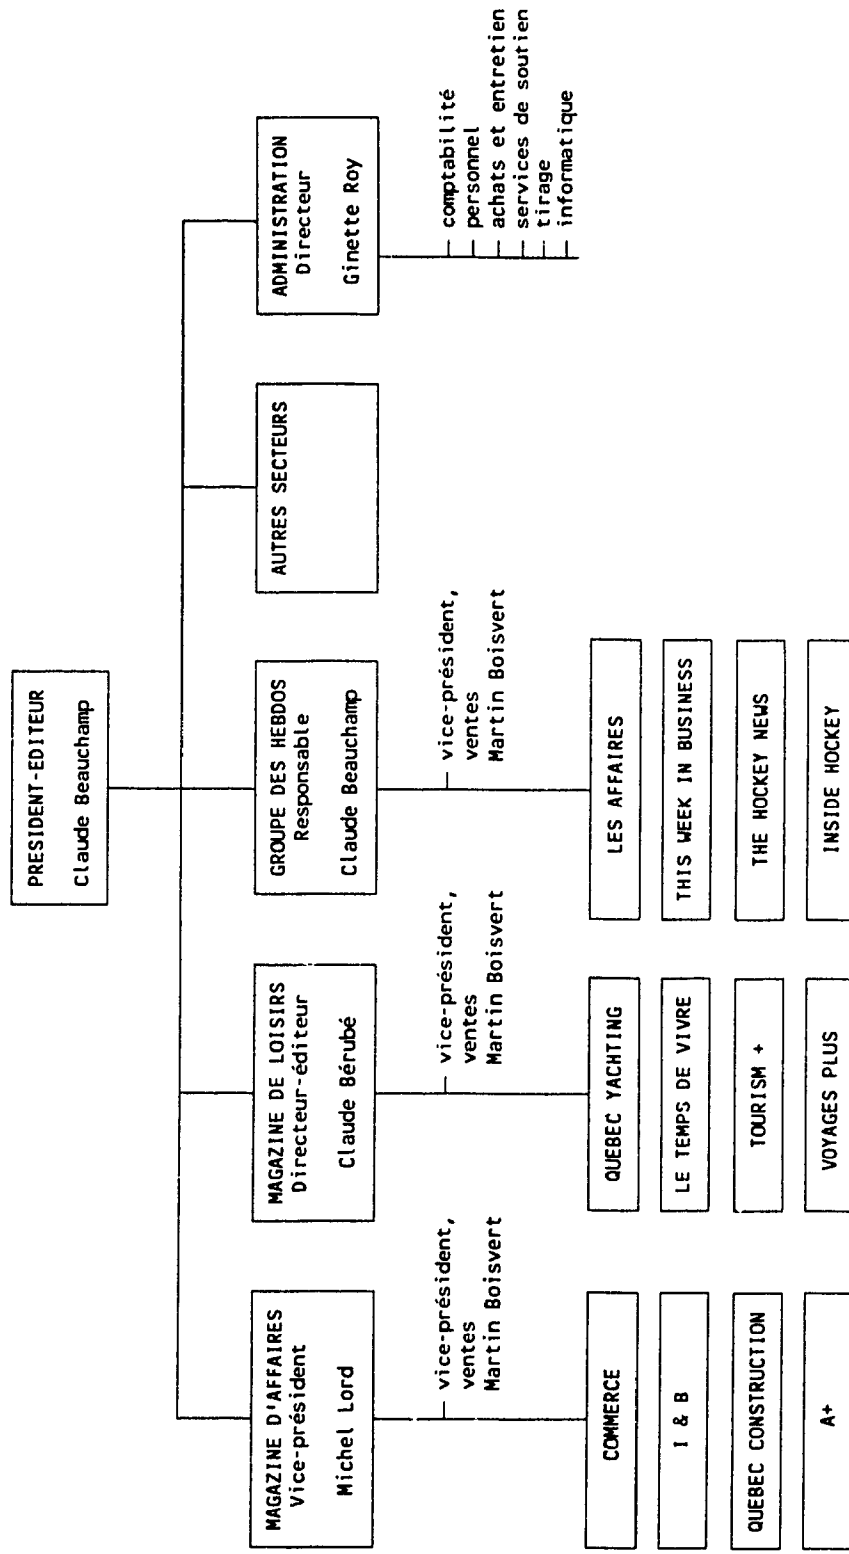 PRESIDENT-EDITEUR
Claude Beauchamp
MAGAZINE D'AFFAIRES
Vice-président
Michel Lord
MAGAZINE DE LOISIRS
Directeur-éditeur
Claude Bérubé
GROUPE DES HEBDOS
Responsable
Claude Beauchamp
AUTRES SECTEURS
ADMINISTRATION
Directeur
Ginette Roy
vice-président,
ventes
Martin Boisvert
vice-président,
ventes
Martin Boisvert
vice-président,
ventes
Martin Boisvert
comptabilité
personnel
achats et entretien
services de soutien
tirage
informatique
COMMERCE
I & B
QUEBEC CONSTRUCTION
A+
QUEBEC YACHTING
LE TEMPS DE VIVRE
TOURISM +
VOYAGES PLUS
LES AFFAIRES
THIS WEEK IN BUSINESS
THE HOCKEY NEWS
INSIDE HOCKEY